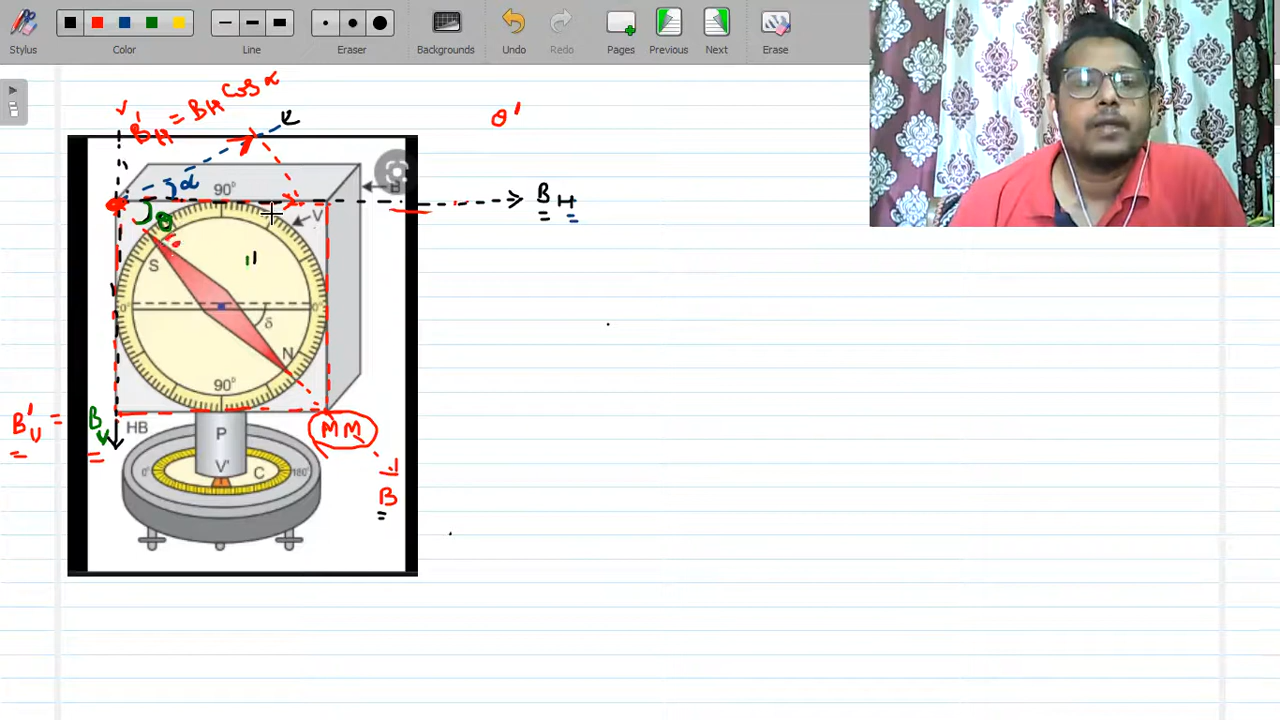 Stylus
Color
Line
Eraser
Backgrounds
Undo
Redo
Pages
Previous
Next
Erase
B'H = BH Cos α
θ'
α
90°
B
BH
θ
V
S
0°
0°
δ
N
90°
B'V = BV
HB
P
MM
V'
0°
C
180°
B